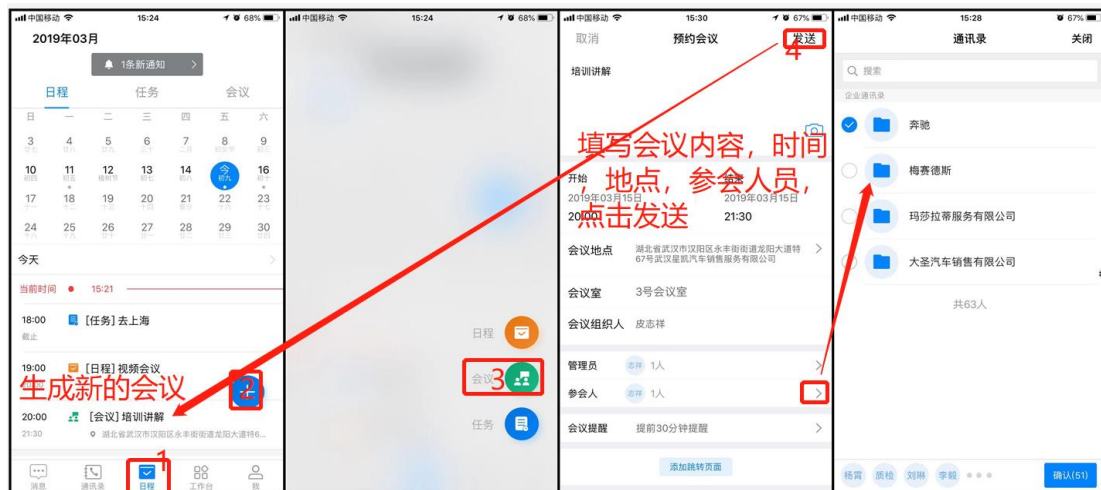 中国移动 15:24 68%
2019年03月
1条新通知
日程 任务 会议
日 一 二 三 四 五 六
3 4 5 6 7 8 9
10 11 12 13 14 今 16
初四 初五 植树节 初七 初八 初九 初十
17 18 19 20 21 22 23
24 25 26 27 28 29 30
今天
当前时间 15:21
18:00 [任务] 去上海
截止
19:00 [日程] 视频会议
生成新的会议
2
20:00 [会议] 培训讲解
21:30 湖北省武汉市汉阳区永丰街街道龙阳大道特6...
1
消息 通讯录 日程 工作台 我
中国移动 15:24 68%
日程
会议
3
任务
中国移动 15:30 67%
取消 预约会议 发送
4
培训讲解
填写会议内容，时间
，地点，参会人员，
点击发送
开始 结束
2019年03月15日 2019年03月15日
20:00 21:30
会议地点 湖北省武汉市汉阳区永丰街街道龙阳大道特
67号武汉星凯汽车销售服务有限公司
会议室 3号会议室
会议组织人 皮志祥
管理员 志祥 1人
参会人 志祥 1人
会议提醒 提前30分钟提醒
添加跳转页面
中国移动 15:28 67%
通讯录 关闭
搜索
企业通讯录
奔驰
梅赛德斯
玛莎拉蒂服务有限公司
大圣汽车销售有限公司
共63人
杨霄 质检 刘琳 李毅
确认(51)